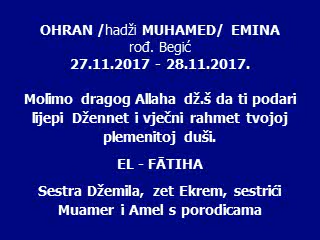 OHRAN /hadži MUHAMED/ EMINA
rođ. Begić
27.11.2017 - 28.11.2017.
Molimo dragog Allaha dž.š da ti podari
lijepi Džennet i vječni rahmet tvojoj
plemenitoj duši.
EL - FĀTIHA
Sestra Džemila, zet Ekrem, sestrići
Muamer i Amel s porodicama